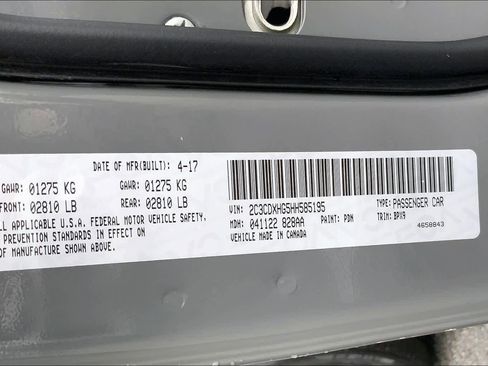 DATE OF MFR(BUILT): 4-17
GAWR: 01275 KG GAWR: 01275 KG
FRONT: 02810 LB REAR: 02810 LB
ALL APPLICABLE U.S.A. FEDERAL MOTOR VEHICLE SAFETY,
PREVENTION STANDARDS IN EFFECT ON
OF MANUFACTURE SHOWN ABOVE.
VIN: 2C3CDXHG5HH585195 TYPE: PASSENGER CAR
MDH: 041122 828AA PAINT: PDN TRIM: BPX9
VEHICLE MADE IN CANADA 4658843